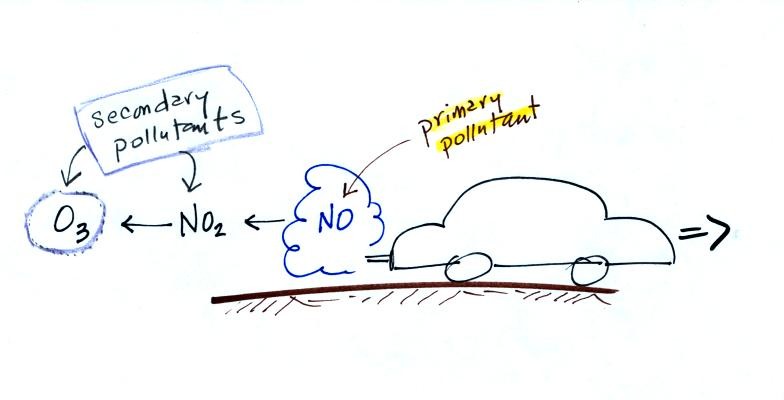 secondary
pollutants
primary
pollutant
O₃ ← NO₂ ← NO
=>